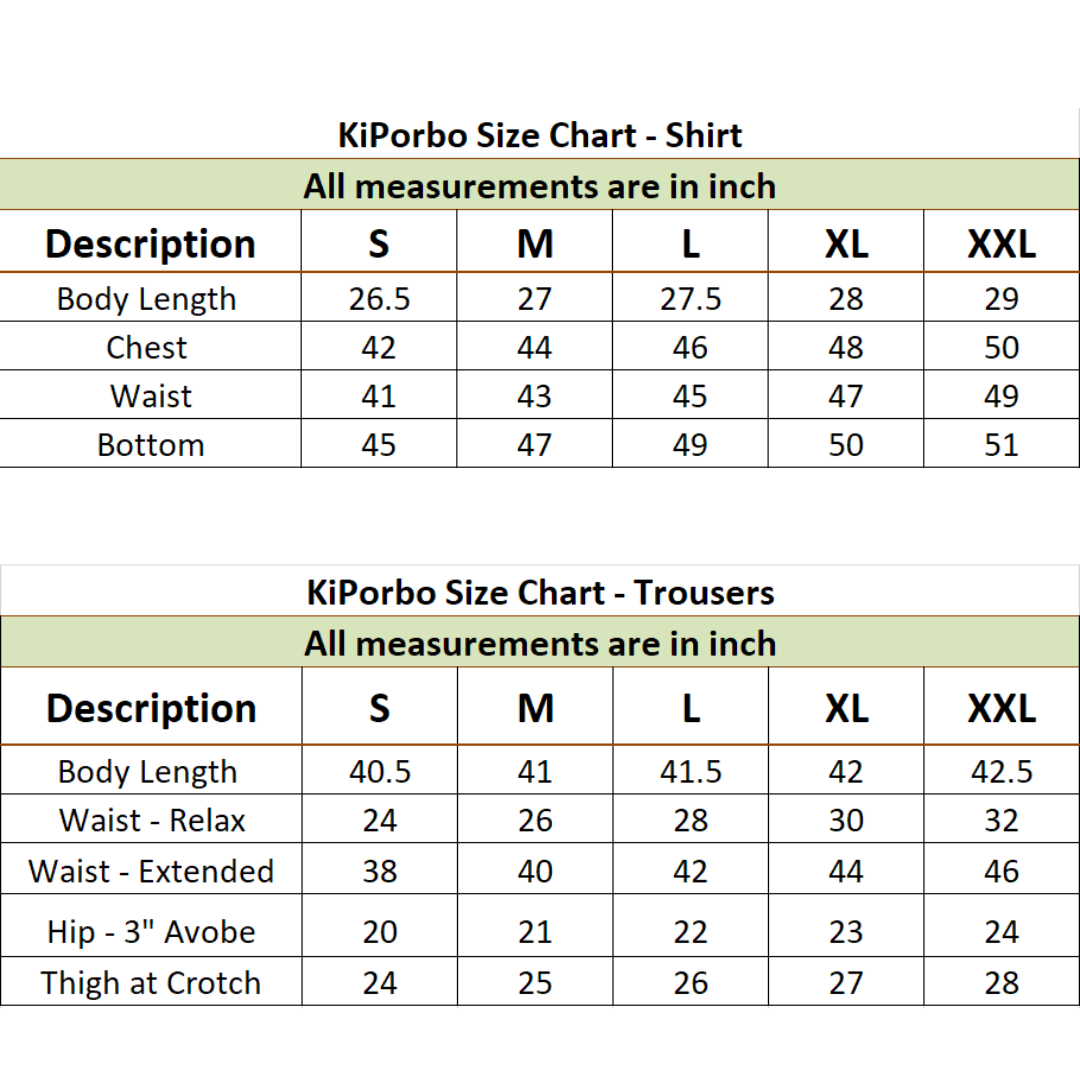 KiPorbo Size Chart - Shirt
All measurements are in inch
Description S M L XL XXL
Body Length 26.5 27 27.5 28 29
Chest 42 44 46 48 50
Waist 41 43 45 47 49
Bottom 45 47 49 50 51
KiPorbo Size Chart - Trousers
All measurements are in inch
Description S M L XL XXL
Body Length 40.5 41 41.5 42 42.5
Waist - Relax 24 26 28 30 32
Waist - Extended 38 40 42 44 46
Hip - 3" Avobe 20 21 22 23 24
Thigh at Crotch 24 25 26 27 28